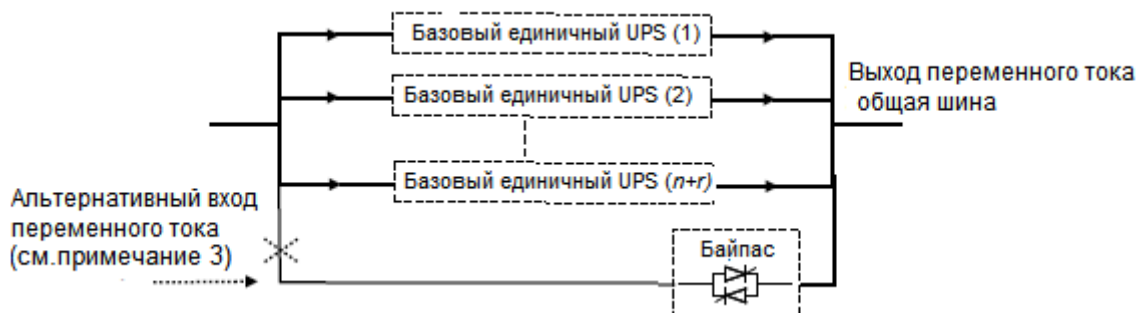 Базовый единичный UPS (1)
Базовый единичный UPS (2)
Базовый единичный UPS (n+r)
Выход переменного тока
общая шина
Альтернативный вход
переменного тока
(см.примечание 3)
Байпас